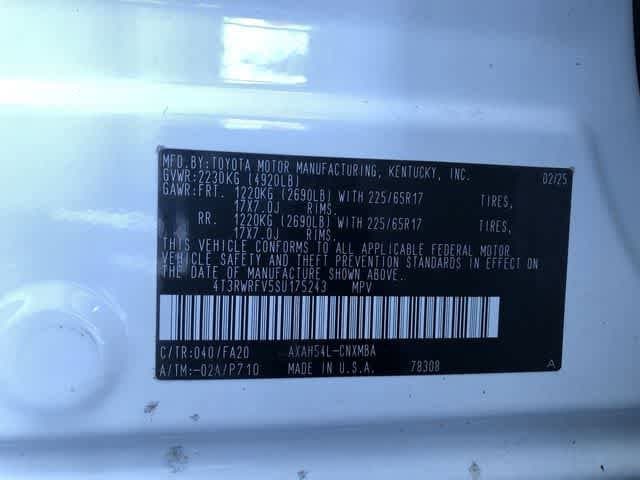 MFD.BY:TOYOTA MOTOR MANUFACTURING, KENTUCKY, INC. 02/25
GVWR:2230KG (4920LB)
GAWR:FRT. 1220KG (2690LB) WITH 225/65R17 TIRES,
17X7.0J RIMS.
RR. 1220KG (2690LB) WITH 225/65R17 TIRES,
17X7.0J RIMS.
THIS VEHICLE CONFORMS TO ALL APPLICABLE FEDERAL MOTOR
VEHICLE SAFETY AND THEFT PREVENTION STANDARDS IN EFFECT ON
THE DATE OF MANUFACTURE SHOWN ABOVE.
4T3RWRFV5SU175243 MPV
C/TR:040/FA20 AXAH54L-CNXMBA
A/TM:-02A/P710 MADE IN U.S.A. 78308 A